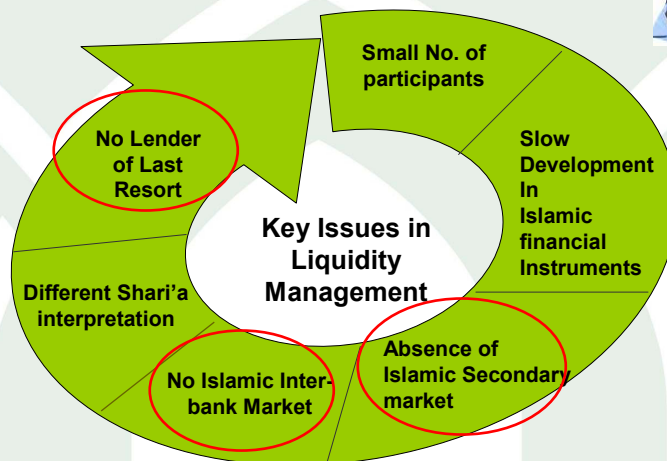 Small No. of
participants
Slow
Development
In
Islamic
financial
Instruments
Absence of
Islamic Secondary
market
No Islamic Inter-
bank Market
Different Shari'a
interpretation
No Lender
of Last
Resort
Key Issues in
Liquidity
Management